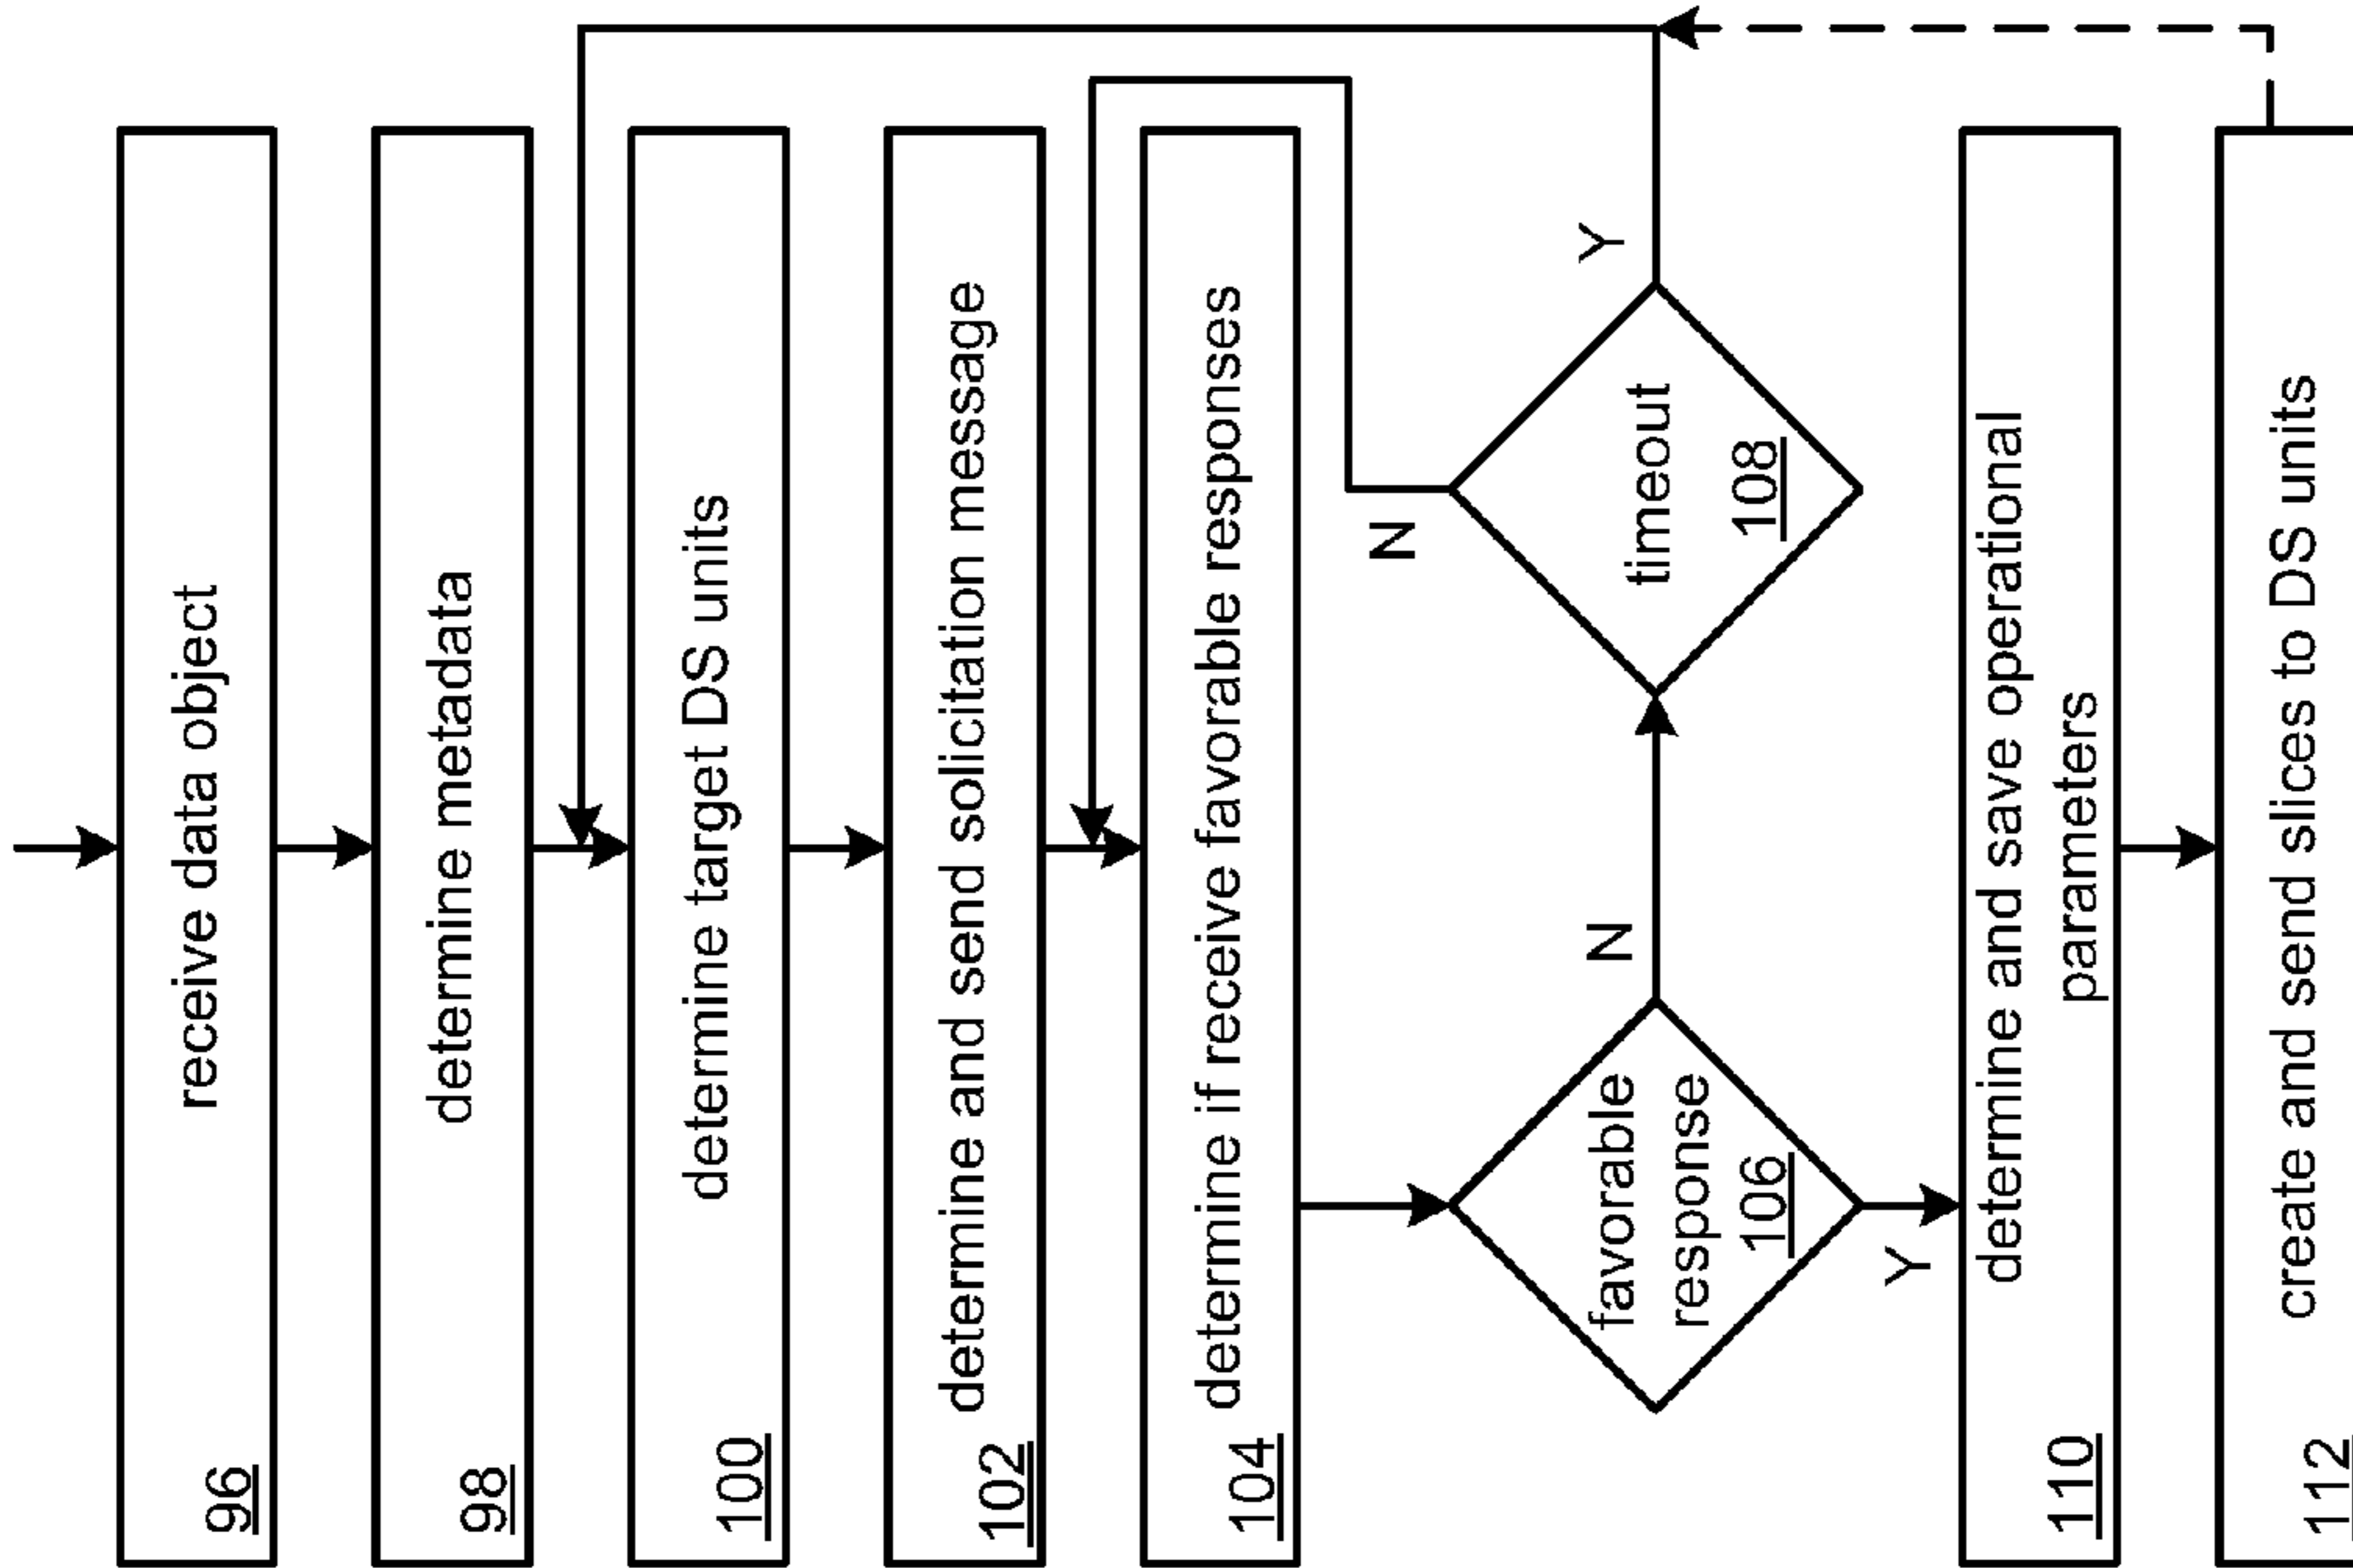 receive data object
96
determine metadata
98
determine target DS units
100
determine and send solicitation message
102
determine if receive favorable responses
104
favorable
response
106
N
Y
timeout
108
N
Y
determine and save operational
parameters
110
create and send slices to DS units
112